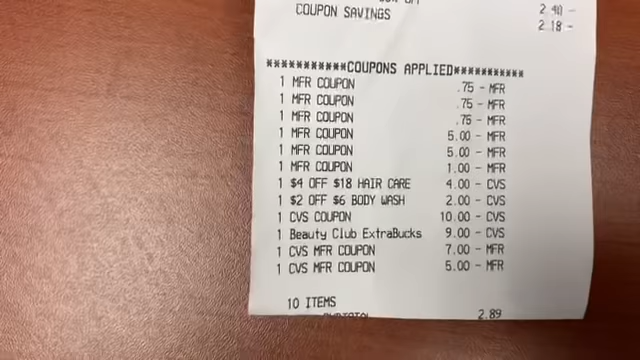 COUPON SAVINGS 2.40 -
2.18 -
***********COUPONS APPLIED***********
1 MFR COUPON .75 - MFR
1 MFR COUPON .75 - MFR
1 MFR COUPON .75 - MFR
1 MFR COUPON 5.00 - MFR
1 MFR COUPON 5.00 - MFR
1 MFR COUPON 1.00 - MFR
1 $4 OFF $18 HAIR CARE 4.00 - CVS
1 $2 OFF $6 BODY WASH 2.00 - CVS
1 CVS COUPON 10.00 - CVS
1 Beauty Club ExtraBucks 9.00 - CVS
1 CVS MFR COUPON 7.00 - MFR
1 CVS MFR COUPON 5.00 - MFR
10 ITEMS
SUBTOTAL 2.89